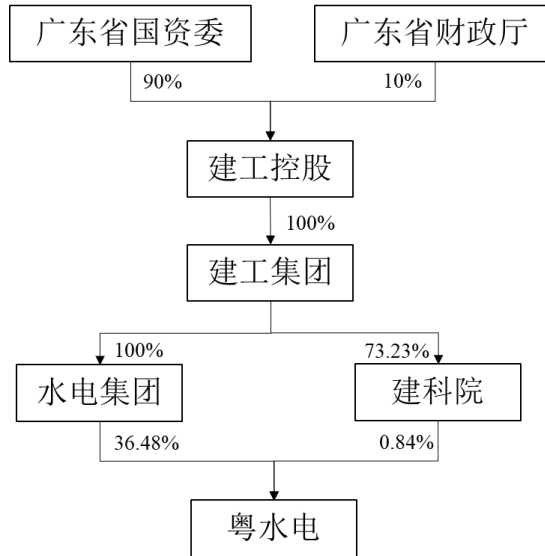 广东省国资委
广东省财政厅
90%
10%
建工控股
100%
建工集团
100%
73.23%
水电集团
建科院
36.48%
0.84%
粤水电